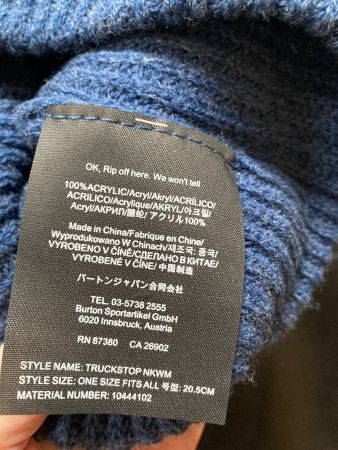 OK, Rip off here. We won't tell
100%ACRYLIC/Acryl/Akryl/ACRÍLICO/
ACRILICO/Acrylique/AKRYL/아크릴/
Acryl/АКРИЛ/腈纶/アクリル100%
Made in China/Fabrique en Chine/
Wyprodukowano W Chinach/제조국: 중국/
VYROBENO V ČÍNĚ/СДЕЛАНО В КИТАЕ/
VYROBENÉ V ČÍNE/中国制造
バートンジャパン合同会社
TEL. 03-5738 2555
Burton Sportartikel GmbH
6020 Innsbruck, Austria
RN 87380 CA 26902
STYLE NAME: TRUCKSTOP NKWM
STYLE SIZE: ONE SIZE FITS ALL 号型: 20.5CM
MATERIAL NUMBER: 10444102